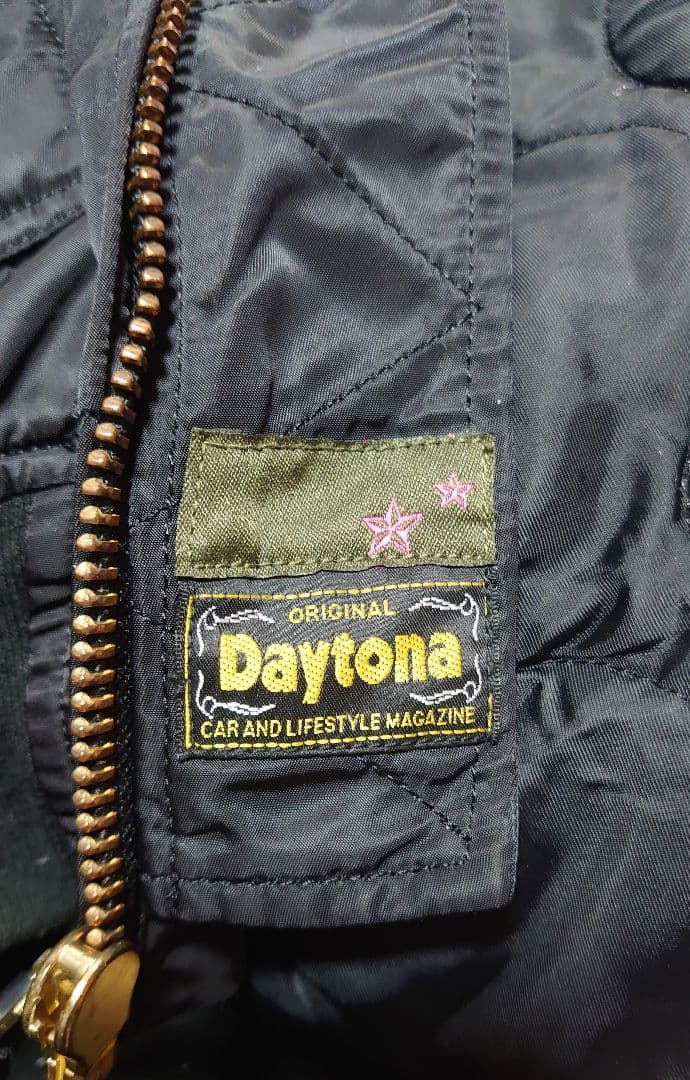 ORIGINAL
Daytona
CAR AND LIFESTYLE MAGAZINE